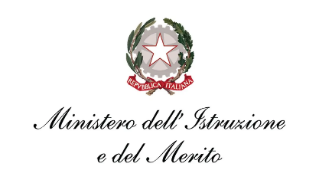 REPVBBLICA ITALIANA
Ministero dell'Istruzione
e del Merito